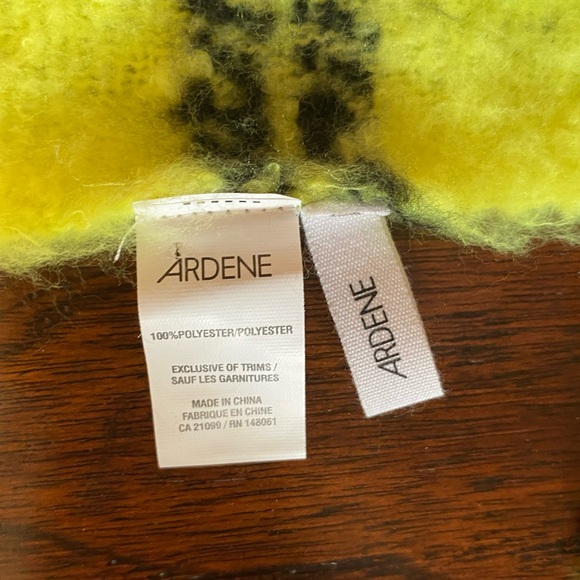 ARDENE
100%POLYESTER/POLYESTER
EXCLUSIVE OF TRIMS /
SAUF LES GARNITURES
MADE IN CHINA
FABRIQUE EN CHINE
CA 21099 / RN 148061
ARDENE